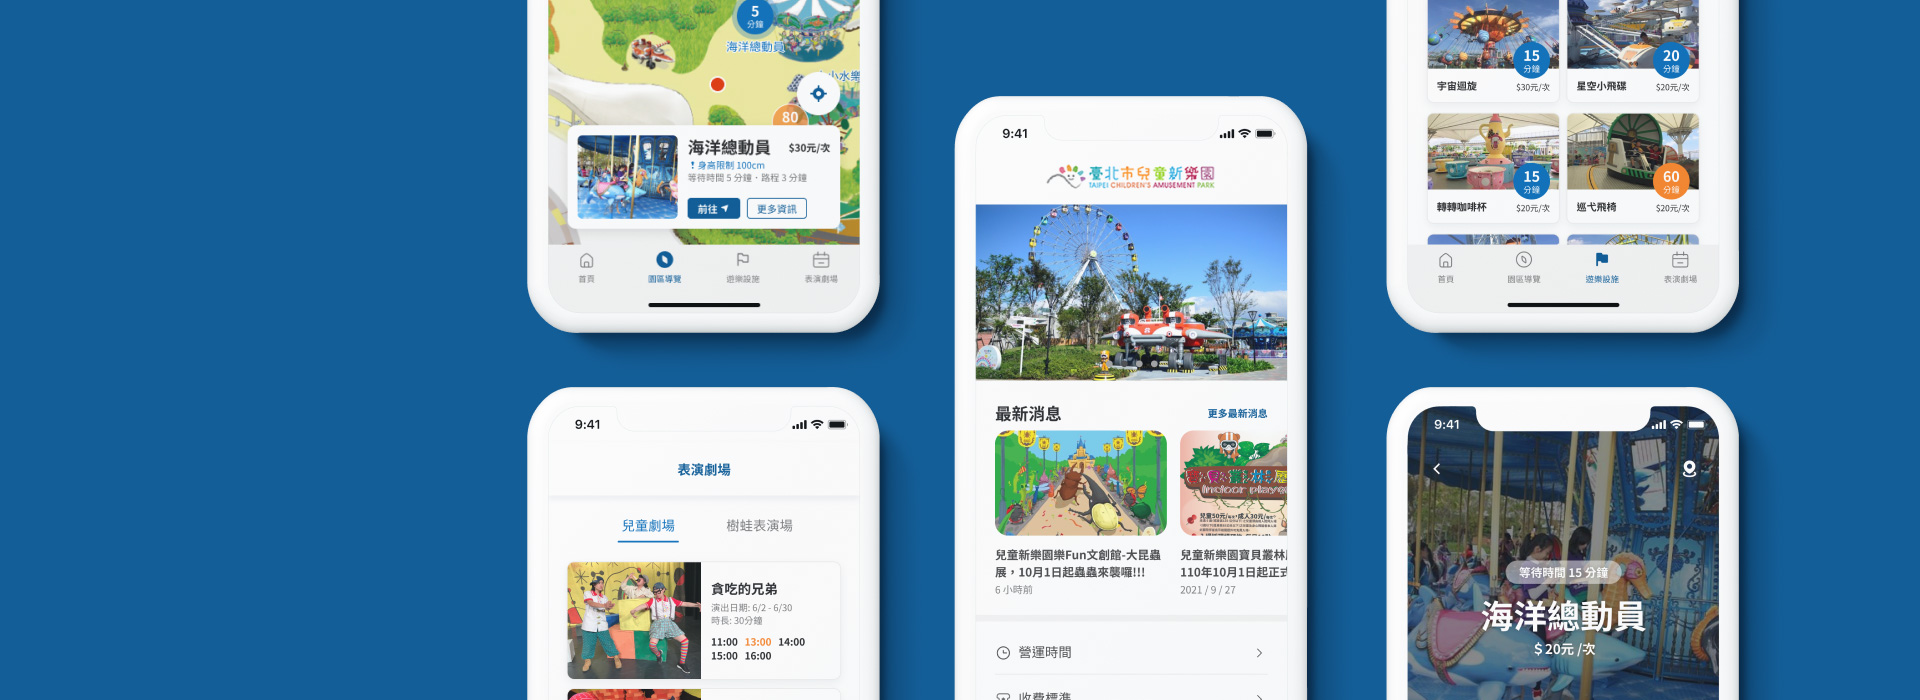 5
分鐘
海洋總動員
小水樂
80
海洋總動員 $30元/次
身高限制 100cm
等待時間 5 分鐘・路程 3 分鐘
前往 更多資訊
首頁 園區導覽 遊樂設施 表演劇場
9:41
表演劇場
兒童劇場 樹蛙表演場
貪吃的兄弟
演出日期: 6/2 - 6/30
時長: 30分鐘
11:00 13:00 14:00
15:00 16:00
9:41
臺北市兒童新樂園
TAIPEI CHILDREN'S AMUSEMENT PARK
最新消息 更多最新消息
indoor playg
兒童50元/成人30元
兒童新樂園樂Fun文創館-大昆蟲
展，10月1日起蟲蟲來襲囉!!!
6 小時前
兒童新樂園寶貝叢林
110年10月1日起正式
2021 / 9 / 27
營運時間
收費標準
15
分鐘
宇宙迴旋
$30元/次
20
分鐘
星空小飛碟
$20元/次
15
分鐘
轉轉咖啡杯
$20元/次
60
分鐘
巡弋飛椅
$20元/次
首頁 園區導覽 遊樂設施 表演劇場
9:41
等待時間 15 分鐘
海洋總動員
$ 20元 /次